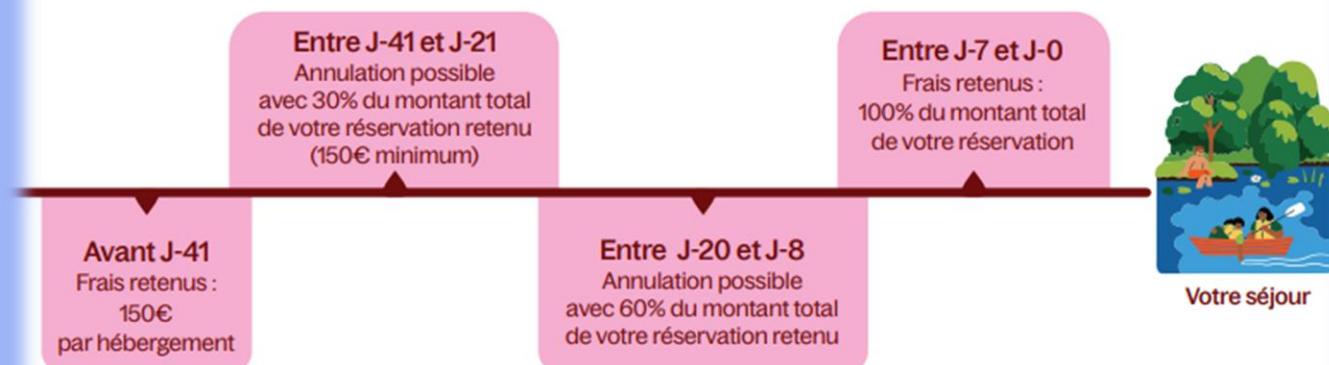 Avant J-41
Frais retenus :
150€
par hébergement
Entre J-41 et J-21
Annulation possible
avec 30% du montant total
de votre réservation retenu
(150€ minimum)
Entre J-20 et J-8
Annulation possible
avec 60% du montant total
de votre réservation retenu
Entre J-7 et J-0
Frais retenus :
100% du montant total
de votre réservation
Votre séjour